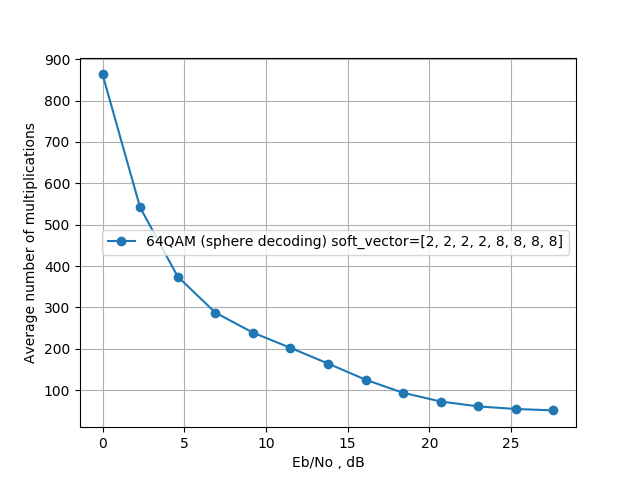 900
800
700
600
500
400
300
200
100
Average number of multiplications
64QAM (sphere decoding) soft_vector=[2, 2, 2, 2, 8, 8, 8, 8]
0 5 10 15 20 25
Eb/No , dB